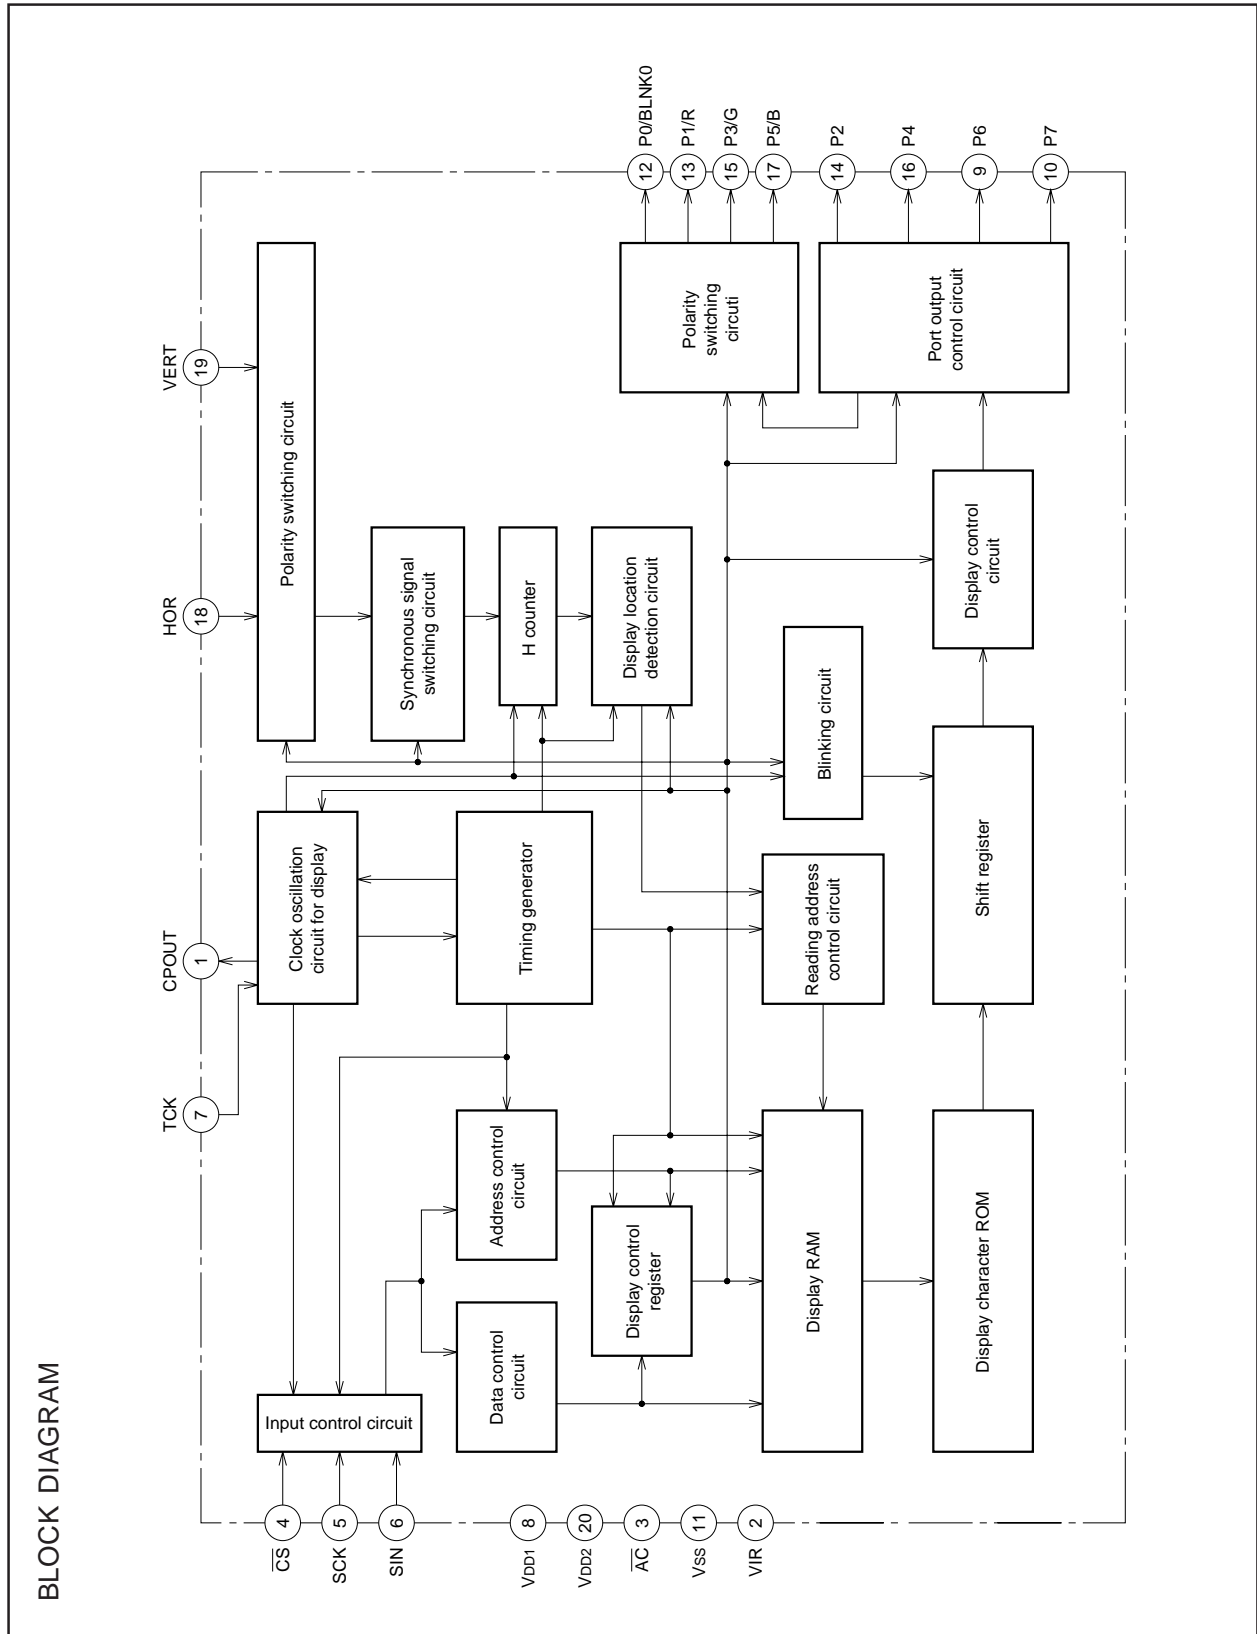 BLOCK DIAGRAM
TCK
7
CPOUT
1
HOR
18
VERT
19
CS
4
SCK
5
SIN
6
VDD1
8
VDD2
20
AC
3
VSS
11
VIR
2
Input control circuit
Clock oscillation
circuit for display
Polarity switching circuit
Data control
circuit
Address control
circuit
Timing generator
Synchronous signal
switching circuit
H counter
Display control
register
Display location
detection circuit
Display RAM
Reading address
control circuit
Blinking circuit
Display character ROM
Shift register
Display control
circuit
Polarity
switching
circuti
Port output
control circuit
12 P0/BLNK0
13 P1/R
15 P3/G
17 P5/B
14 P2
16 P4
9 P6
10 P7